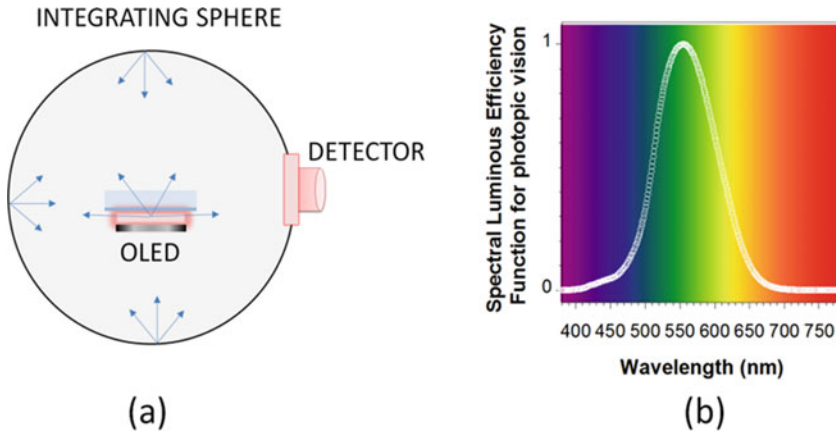 INTEGRATING SPHERE
DETECTOR
OLED
(a)
Spectral Luminous Efficiency
Function for photopic vision
1
0
400 450 500 550 600 650 700 750
Wavelength (nm)
(b)